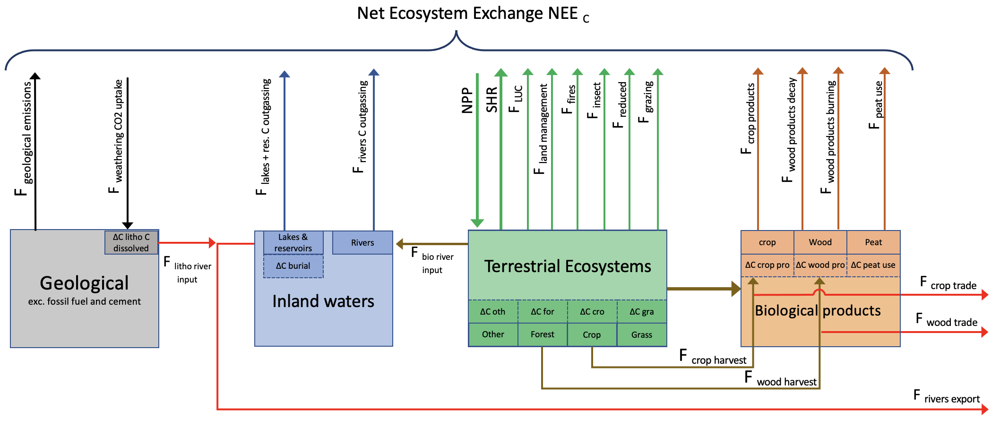 Net Ecosystem Exchange NEE C
F geological emissions
F weathering CO2 uptake
F lakes + res. C outgassing
F rivers C outgassing
NPP
SHR
F LUC
F land management
F fires
F insect
F reduced
F grazing
F crop products
F wood products decay
F wood products burning
F peat use
ΔC litho C
dissolved
Geological
exc. fossil fuel and cement
F litho river
input
Lakes &
reservoirs
Rivers
ΔC burial
Inland waters
F bio river
input
Terrestrial Ecosystems
ΔC oth
ΔC for
ΔC cro
ΔC gra
Other
Forest
Crop
Grass
crop
Wood
Peat
ΔC crop pro
ΔC wood pro
ΔC peat use
Biological products
F crop trade
F wood trade
F crop harvest
F wood harvest
F rivers export